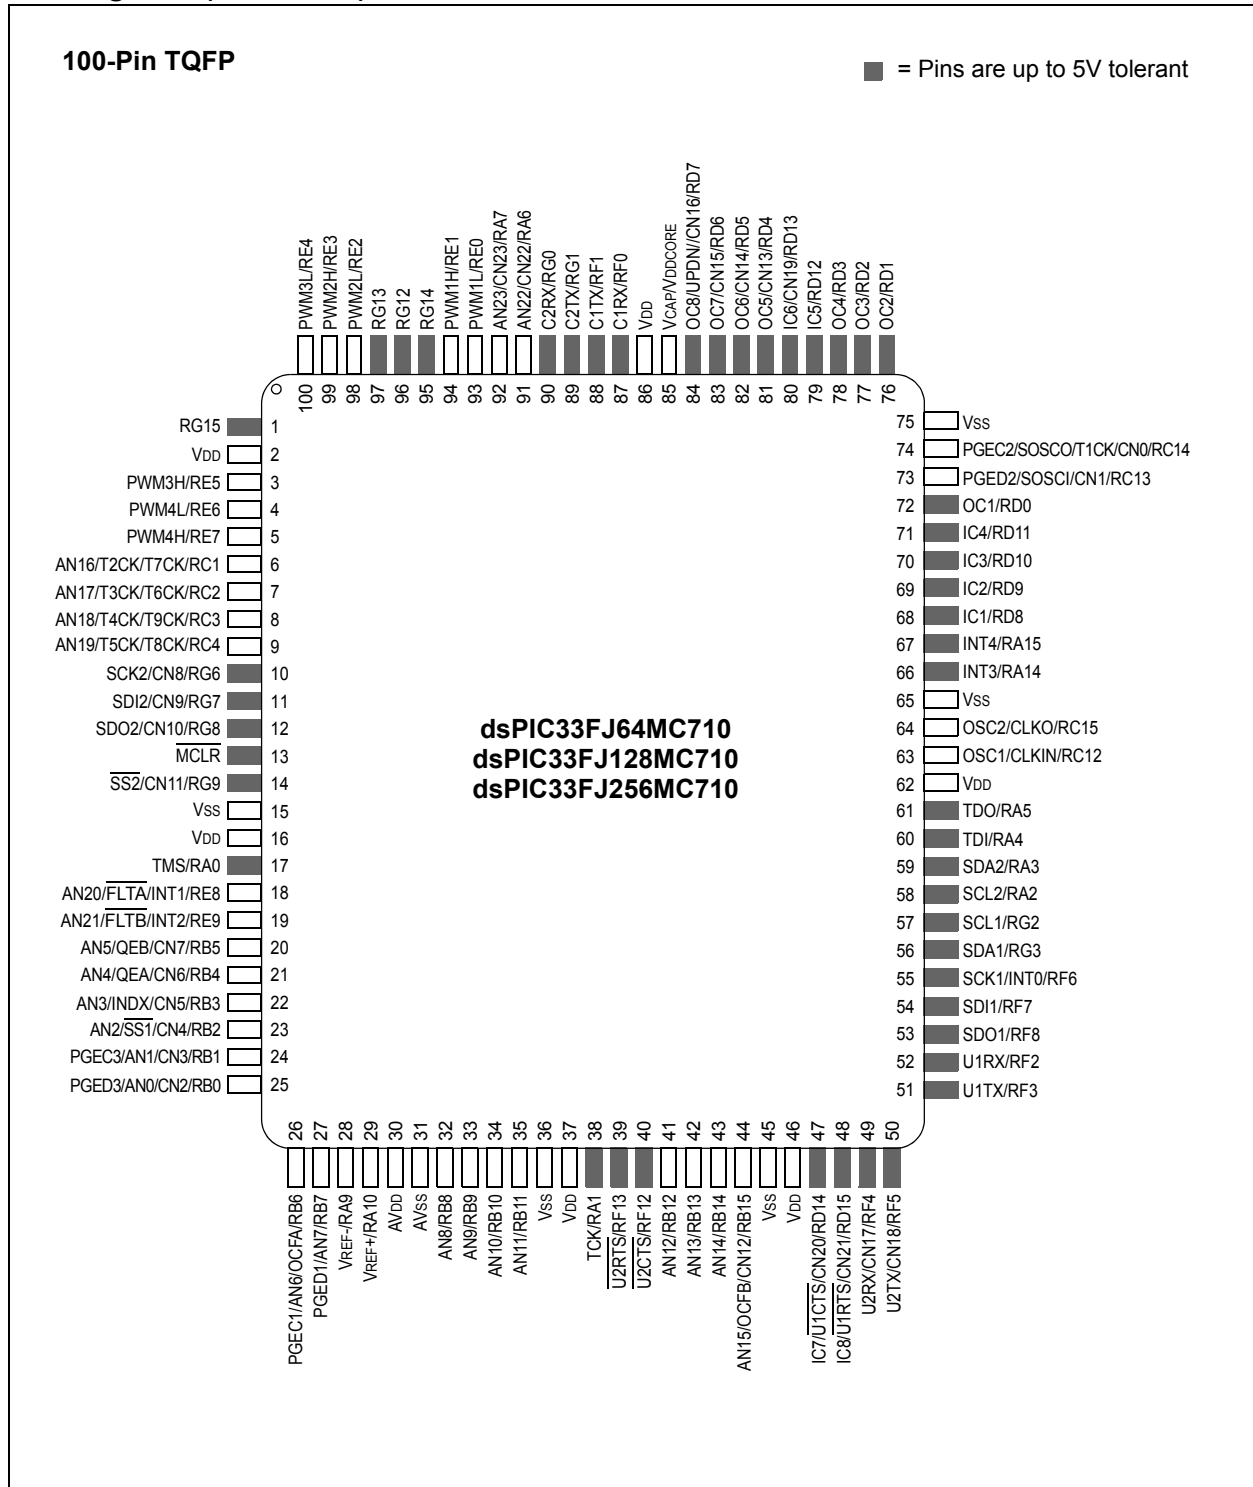 100-Pin TQFP
= Pins are up to 5V tolerant
PWM3L/RE4
PWM2H/RE3
PWM2L/RE2
RG13
RG12
RG14
PWM1H/RE1
PWM1L/RE0
AN23/CN23/RA7
AN22/CN22/RA6
C2RX/RG0
C2TX/RG1
C1TX/RF1
C1RX/RF0
VDD
VCAP/VDDCORE
OC8/UPDN//CN16/RD7
OC7/CN15/RD6
OC6/CN14/RD5
OC5/CN13/RD4
IC6/CN19/RD13
IC5/RD12
OC4/RD3
OC3/RD2
OC2/RD1
100
99
98
97
96
95
94
93
92
91
90
89
88
87
86
85
84
83
82
81
80
79
78
77
76
RG15 1
VDD 2
PWM3H/RE5 3
PWM4L/RE6 4
PWM4H/RE7 5
AN16/T2CK/T7CK/RC1 6
AN17/T3CK/T6CK/RC2 7
AN18/T4CK/T9CK/RC3 8
AN19/T5CK/T8CK/RC4 9
SCK2/CN8/RG6 10
SDI2/CN9/RG7 11
SDO2/CN10/RG8 12
MCLR 13
SS2/CN11/RG9 14
VSS 15
VDD 16
TMS/RA0 17
AN20/FLTA/INT1/RE8 18
AN21/FLTB/INT2/RE9 19
AN5/QEB/CN7/RB5 20
AN4/QEA/CN6/RB4 21
AN3/INDX/CN5/RB3 22
AN2/SS1/CN4/RB2 23
PGEC3/AN1/CN3/RB1 24
PGED3/AN0/CN2/RB0 25
dsPIC33FJ64MC710
dsPIC33FJ128MC710
dsPIC33FJ256MC710
75 VSS
74 PGEC2/SOSCO/T1CK/CN0/RC14
73 PGED2/SOSCI/CN1/RC13
72 OC1/RD0
71 IC4/RD11
70 IC3/RD10
69 IC2/RD9
68 IC1/RD8
67 INT4/RA15
66 INT3/RA14
65 VSS
64 OSC2/CLKO/RC15
63 OSC1/CLKIN/RC12
62 VDD
61 TDO/RA5
60 TDI/RA4
59 SDA2/RA3
58 SCL2/RA2
57 SCL1/RG2
56 SDA1/RG3
55 SCK1/INT0/RF6
54 SDI1/RF7
53 SDO1/RF8
52 U1RX/RF2
51 U1TX/RF3
26
27
28
29
30
31
32
33
34
35
36
37
38
39
40
41
42
43
44
45
46
47
48
49
50
PGEC1/AN6/OCFA/RB6
PGED1/AN7/RB7
VREF-/RA9
VREF+/RA10
AVDD
AVSS
AN8/RB8
AN9/RB9
AN10/RB10
AN11/RB11
VSS
VDD
TCK/RA1
U2RTS/RF13
U2CTS/RF12
AN12/RB12
AN13/RB13
AN14/RB14
AN15/OCFB/CN12/RB15
VSS
VDD
IC7/U1CTS/CN20/RD14
IC8/U1RTS/CN21/RD15
U2RX/CN17/RF4
U2TX/CN18/RF5